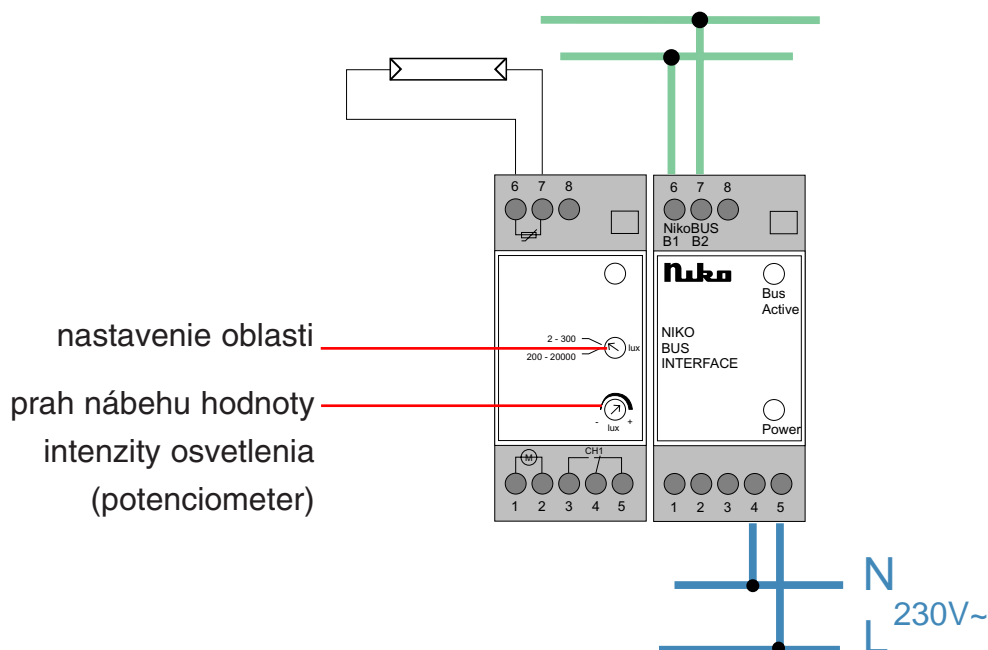 6 7 8
6 7 8
NikoBUS
B1 B2
Niko
Bus
Active
nastavenie oblasti
2 - 300
200 - 20000
lux
NIKO
BUS
INTERFACE
prah nábehu hodnoty
intenzity osvetlenia
(potenciometer)
- +
lux
Power
M
CH1
1 2 3 4 5
1 2 3 4 5
N
230V~
L